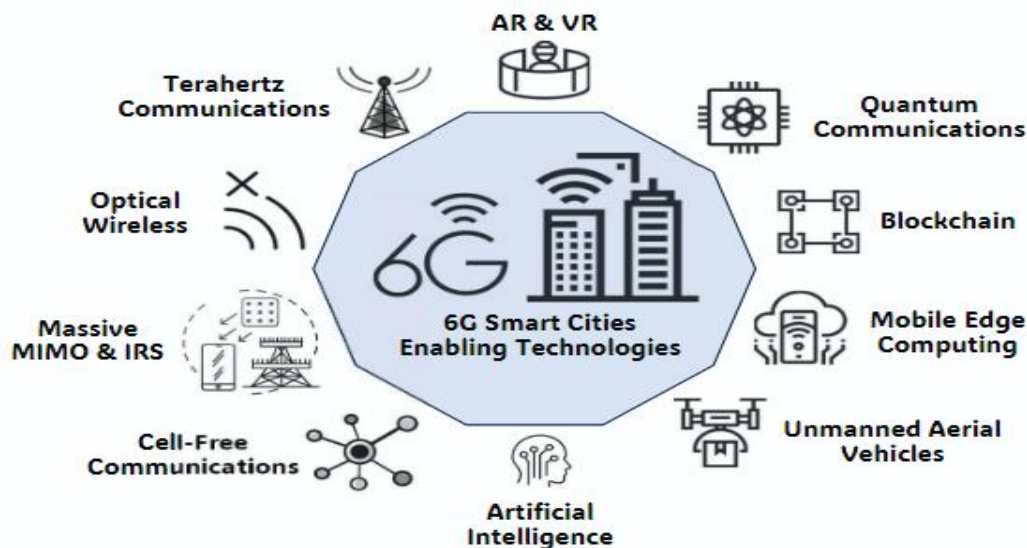 AR & VR
Terahertz
Communications
Quantum
Communications
Optical
Wireless
Blockchain
6G
Massive
MIMO & IRS
6G Smart Cities
Enabling Technologies
Mobile Edge
Computing
Cell-Free
Communications
Unmanned Aerial
Vehicles
Artificial
Intelligence